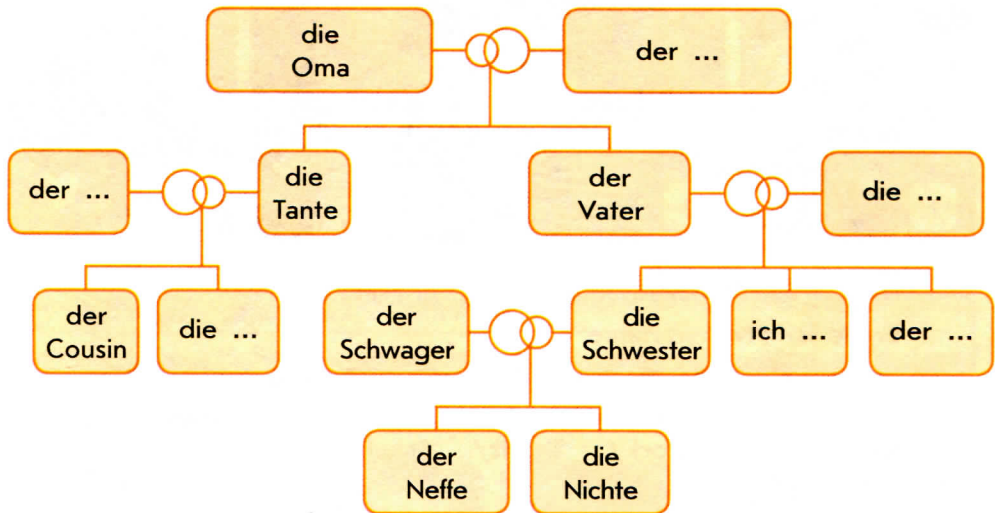 die
Oma
der ...
der ...
die
Tante
der
Vater
die ...
der
Cousin
die ...
der
Schwager
die
Schwester
ich ...
der ...
der
Neffe
die
Nichte